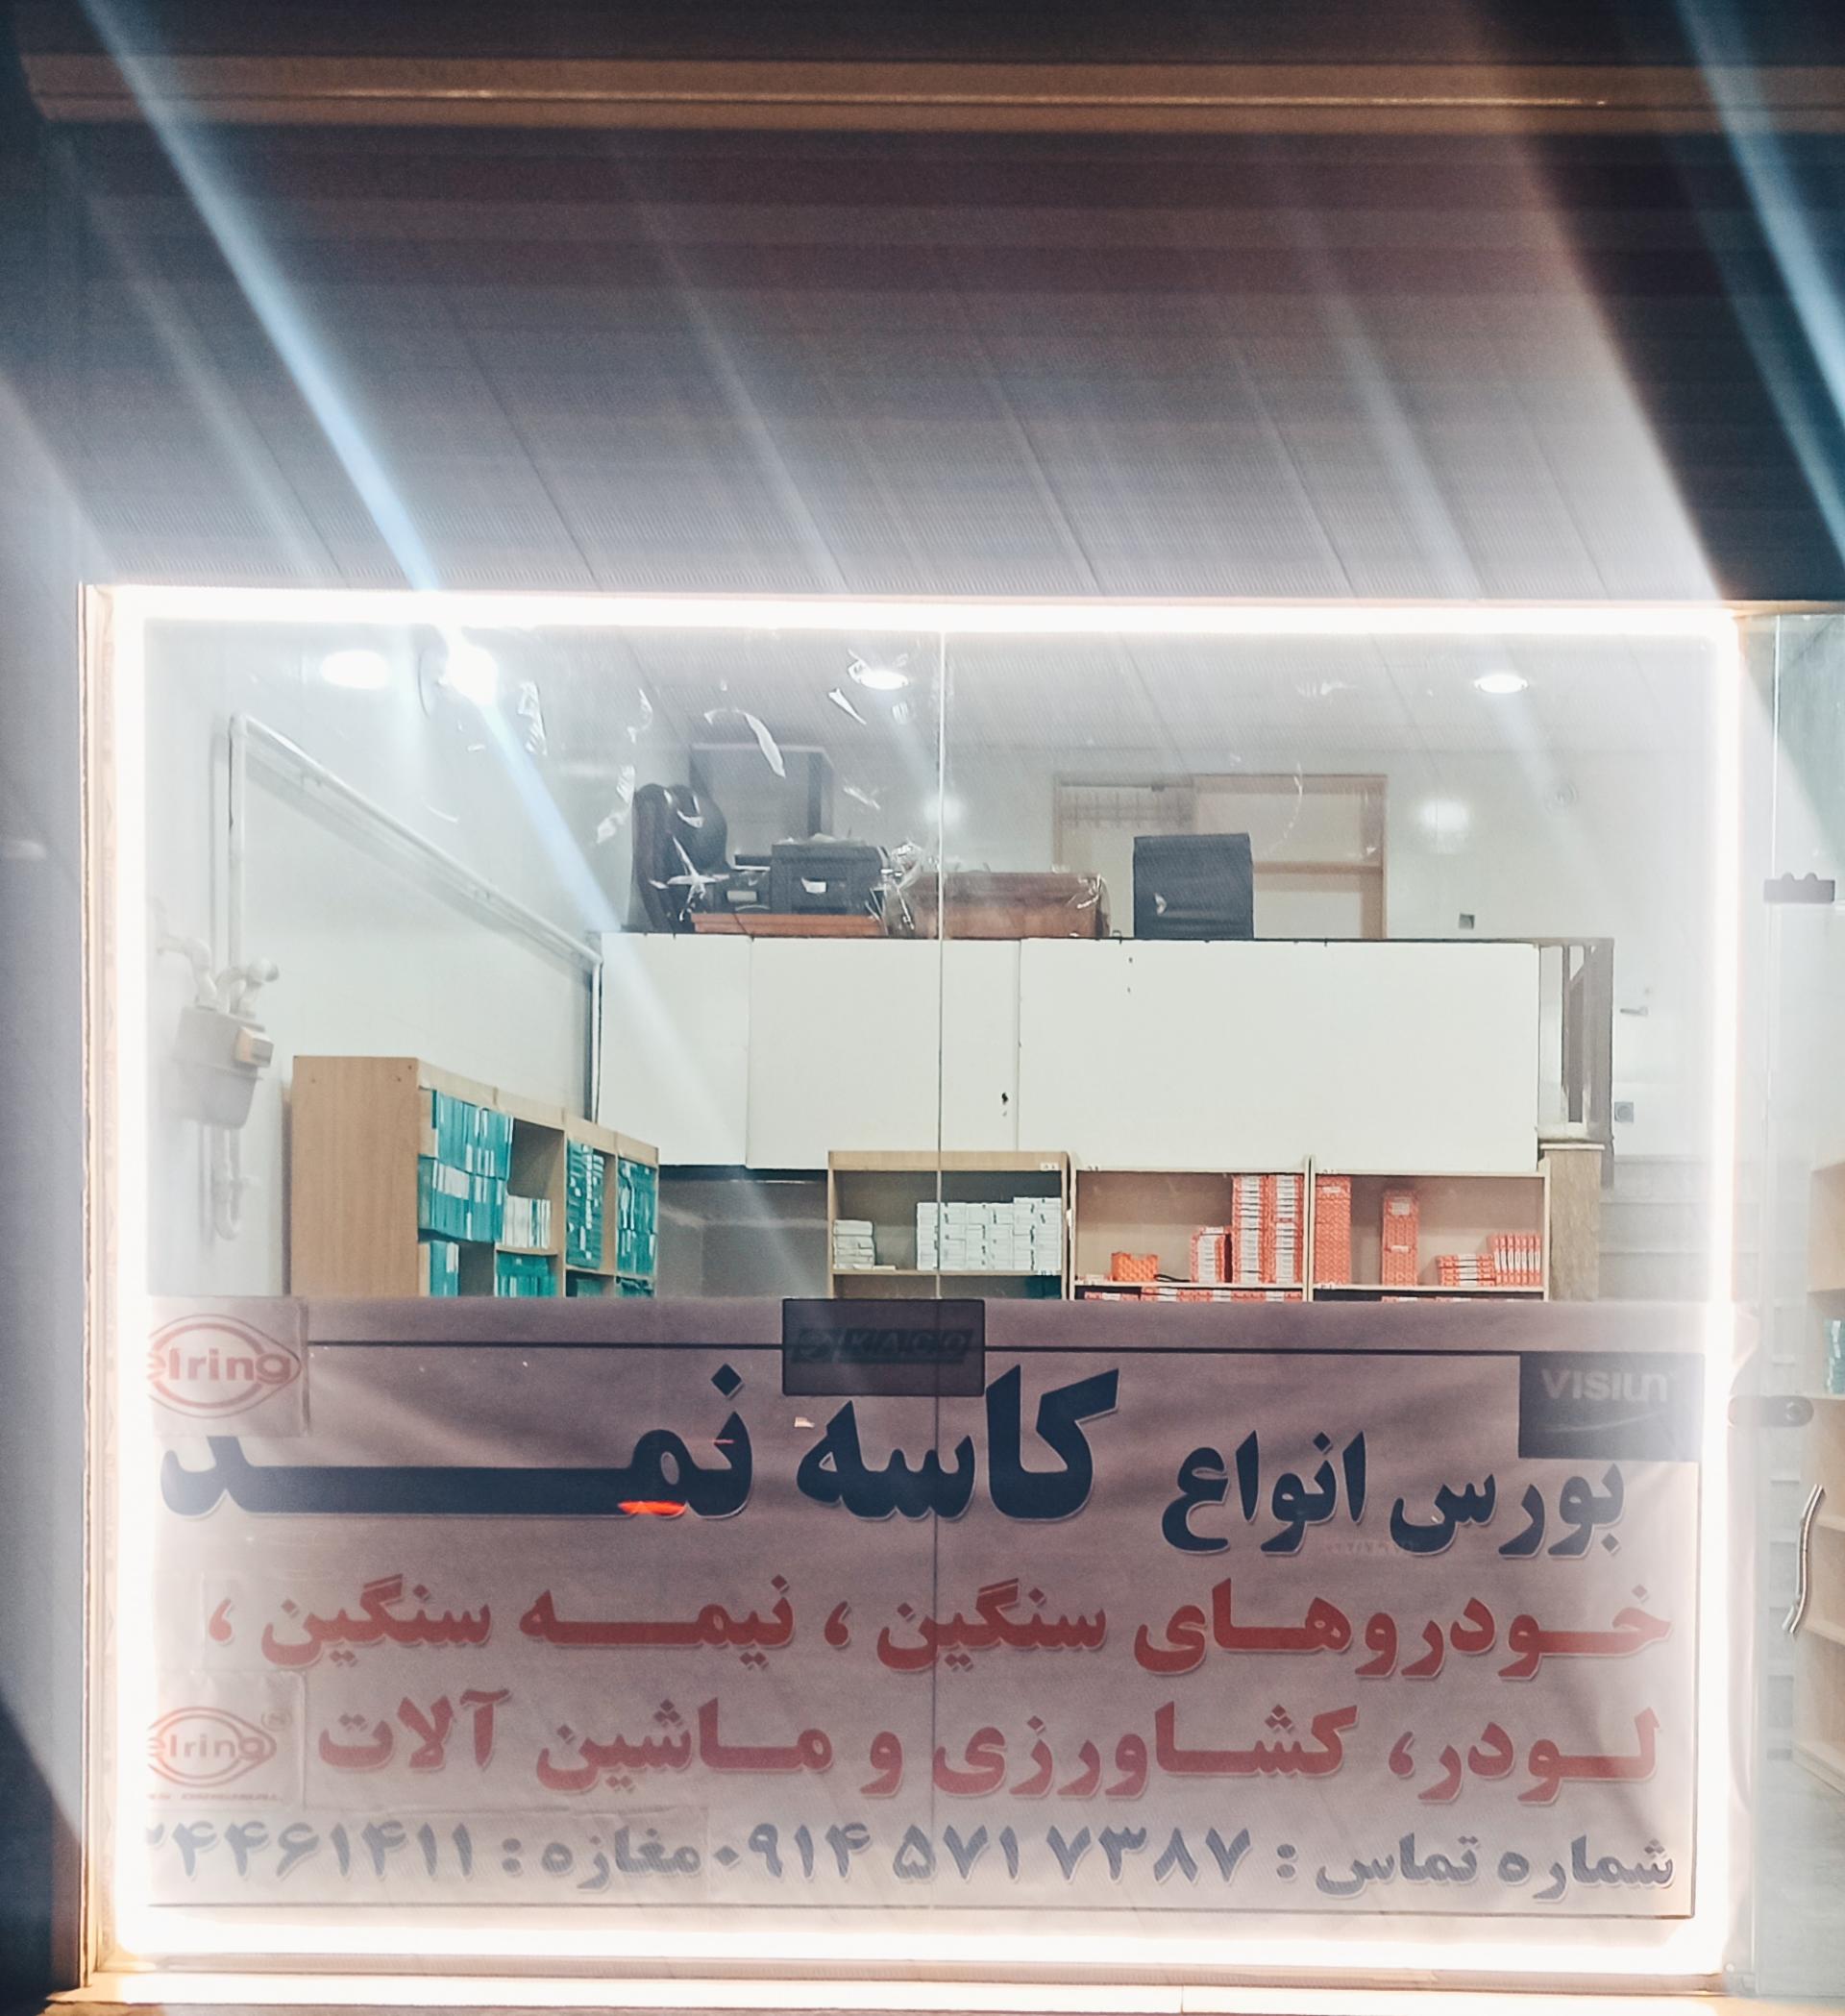 elring
VISIUN
بورس انواع کاسه نمد
خودروهای سنگین ، نیمه سنگین ،
لودر، کشاورزی و ماشین آلات
elring
شماره تماس : ۰۹۱۴ ۵۷۱ ۷۳۸۷ مغازه : ۳۴۴۶۱۴۱۱